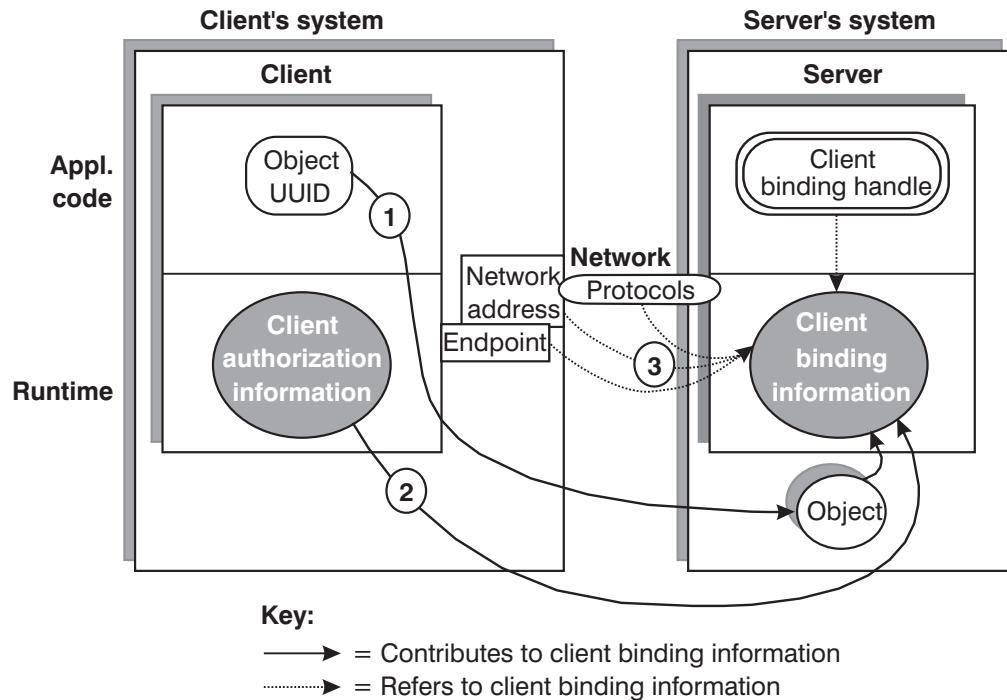 Client's system
Server's system
Client
Server
Appl.
code
Object
UUID
1
Client
binding handle
Network
Network
address
Protocols
Endpoint
3
Runtime
Client
authorization
information
Client
binding
information
2
Object
Key:
= Contributes to client binding information
= Refers to client binding information